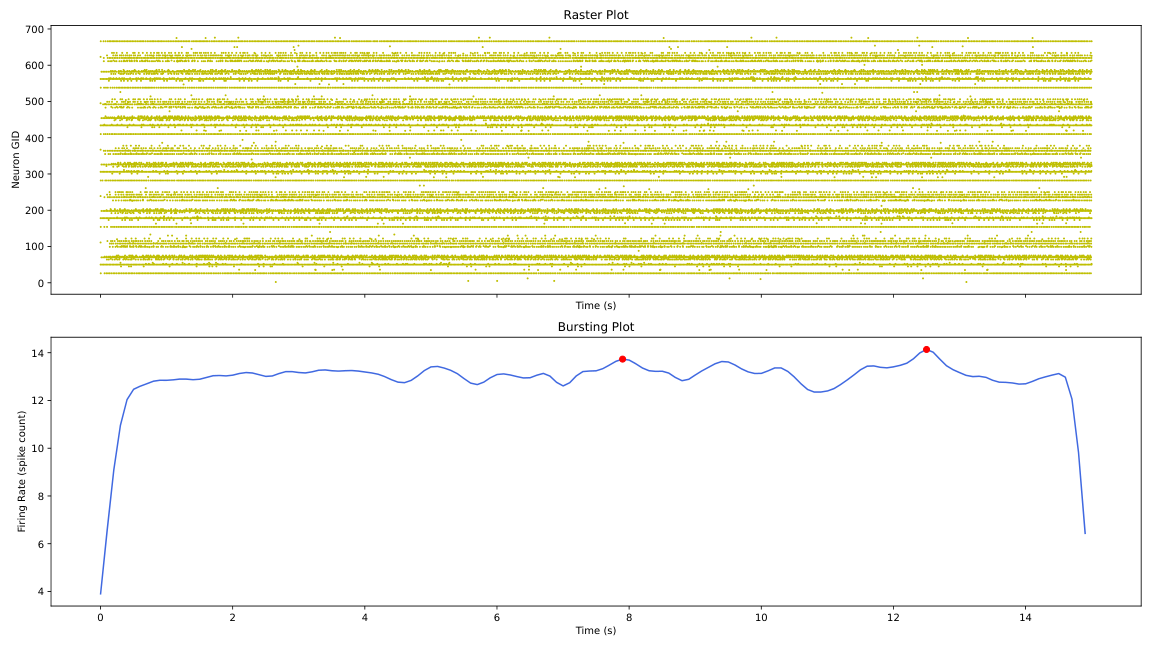 Raster Plot
700
600
500
400
300
200
100
0
Neuron GID
Time (s)
Bursting Plot
14
12
10
8
6
4
Firing Rate (spike count)
0 2 4 6 8 10 12 14
Time (s)